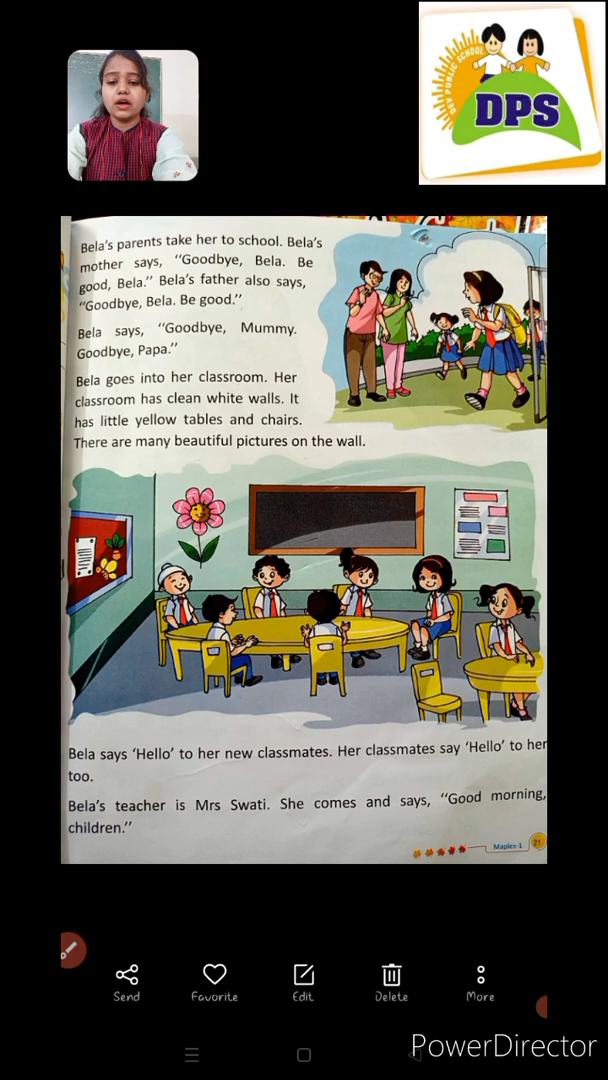 DEV PUBLIC SCHOOL
DPS
Bela's parents take her to school. Bela's
mother says, "Goodbye, Bela. Be
good, Bela." Bela's father also says,
"Goodbye, Bela. Be good."
Bela says, "Goodbye, Mummy.
Goodbye, Papa."
Bela goes into her classroom. Her
classroom has clean white walls. It
has little yellow tables and chairs.
There are many beautiful pictures on the wall.
Bela says 'Hello' to her new classmates. Her classmates say 'Hello' to her
too.
Bela's teacher is Mrs Swati. She comes and says, "Good morning,
children."
Maples-1 21
Send Favorite Edit Delete More
PowerDirector